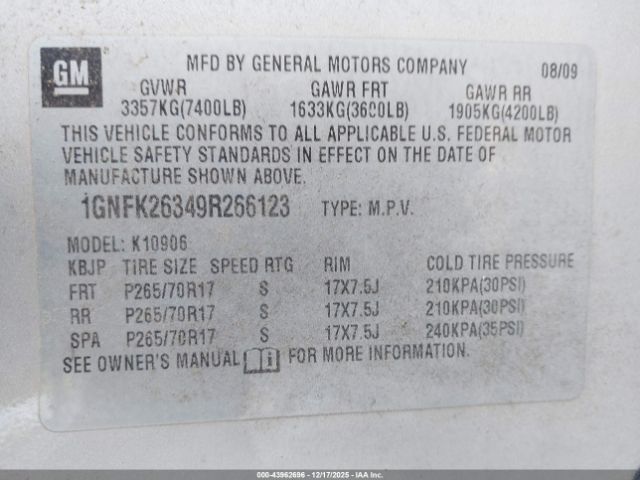 GM
MFD BY GENERAL MOTORS COMPANY 08/09
GVWR GAWR FRT GAWR RR
3357KG(7400LB) 1633KG(3600LB) 1905KG(4200LB)
THIS VEHICLE CONFORMS TO ALL APPLICABLE U.S. FEDERAL MOTOR
VEHICLE SAFETY STANDARDS IN EFFECT ON THE DATE OF
MANUFACTURE SHOWN ABOVE.
1GNFK26349R266123 TYPE: M.P.V.
MODEL: K10906
KBJP TIRE SIZE SPEED RTG RIM COLD TIRE PRESSURE
FRT P265/70R17 S 17X7.5J 210KPA(30PSI)
RR P265/70R17 S 17X7.5J 210KPA(30PSI)
SPA P265/70R17 S 17X7.5J 240KPA(35PSI)
SEE OWNER'S MANUAL FOR MORE INFORMATION.
000-43962696 - 12/17/2025 - IAAI.COM